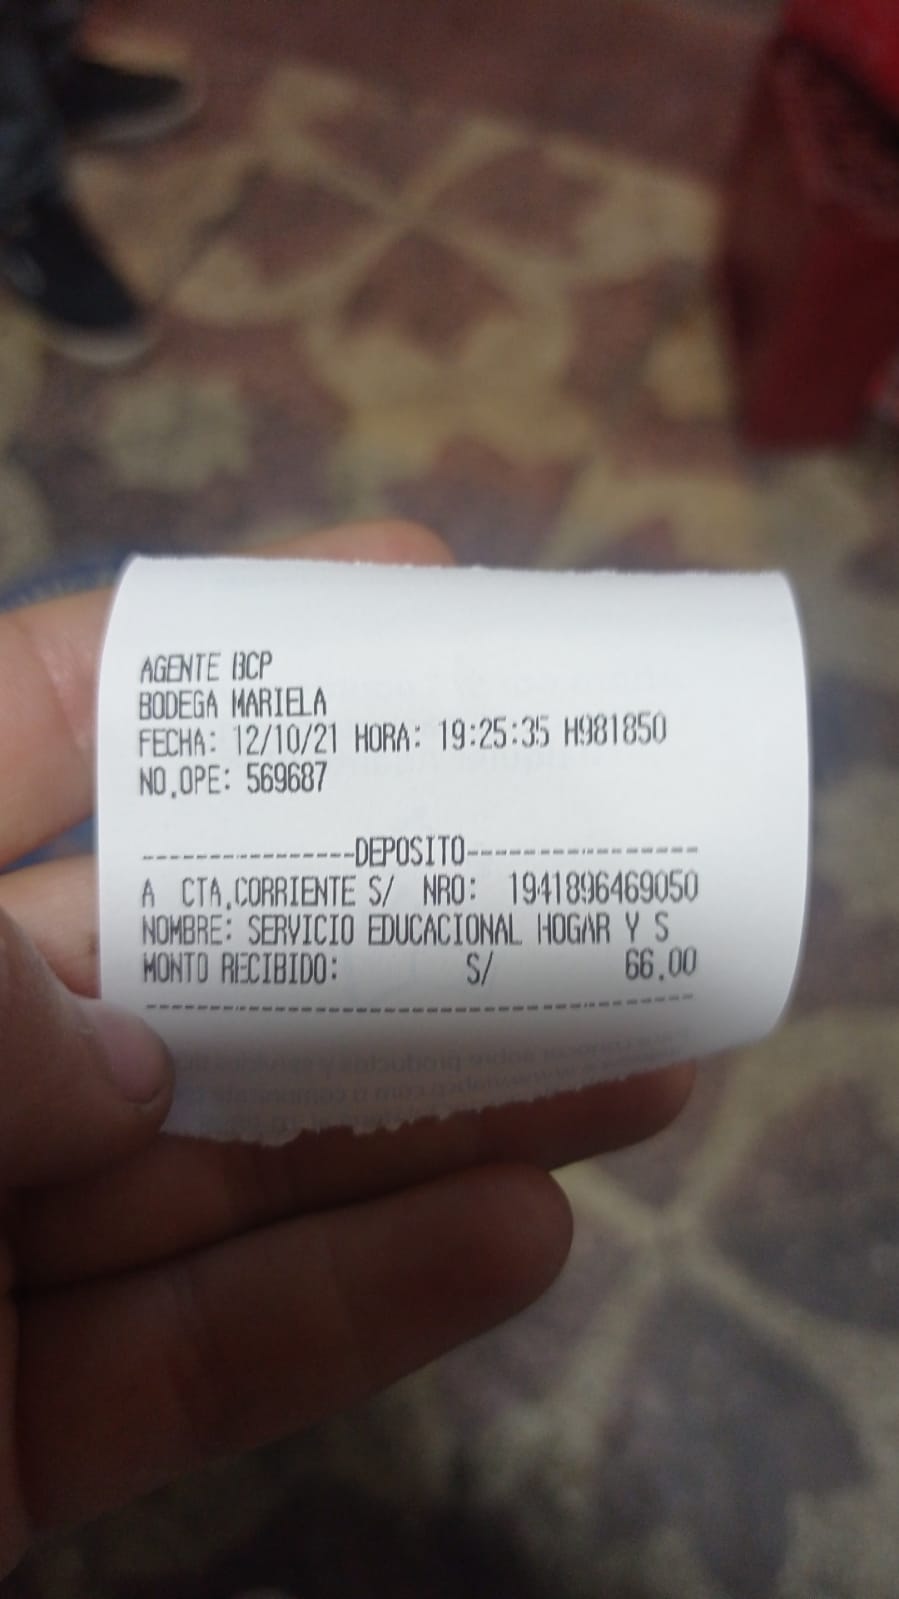 AGENTE BCP
BODEGA MARIELA
FECHA: 12/10/21 HORA: 19:25:35 H981850
NO.OPE: 569687
----------------DEPOSITO-----------------
A CTA.CORRIENTE S/ NRO: 1941896469050
NOMBRE: SERVICIO EDUCACIONAL HOGAR Y S
MONTO RECIBIDO: S/ 66.00
-----------------------------------------